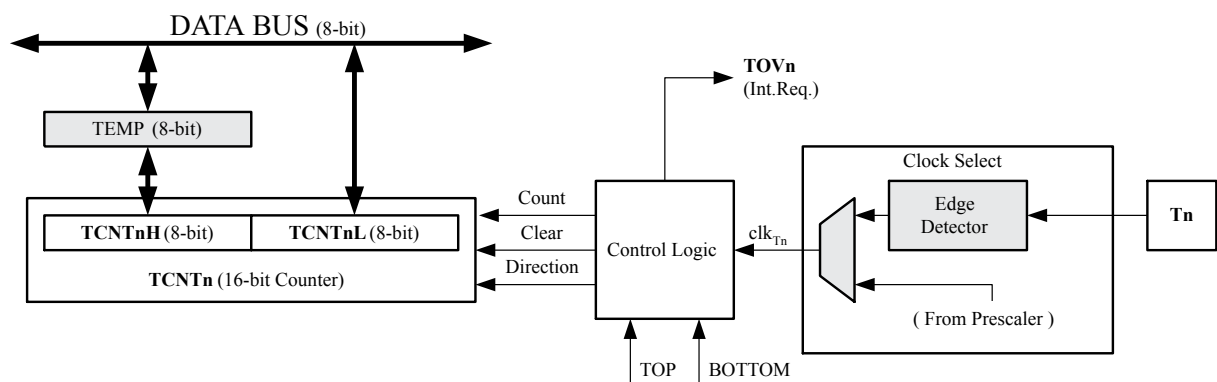 DATA BUS (8-bit)
TEMP (8-bit)
TCNTnH (8-bit)
TCNTnL (8-bit)
TCNTn (16-bit Counter)
Count
Clear
Direction
Control Logic
TOVn
(Int.Req.)
TOP
BOTTOM
clkTn
Clock Select
Edge
Detector
( From Prescaler )
Tn